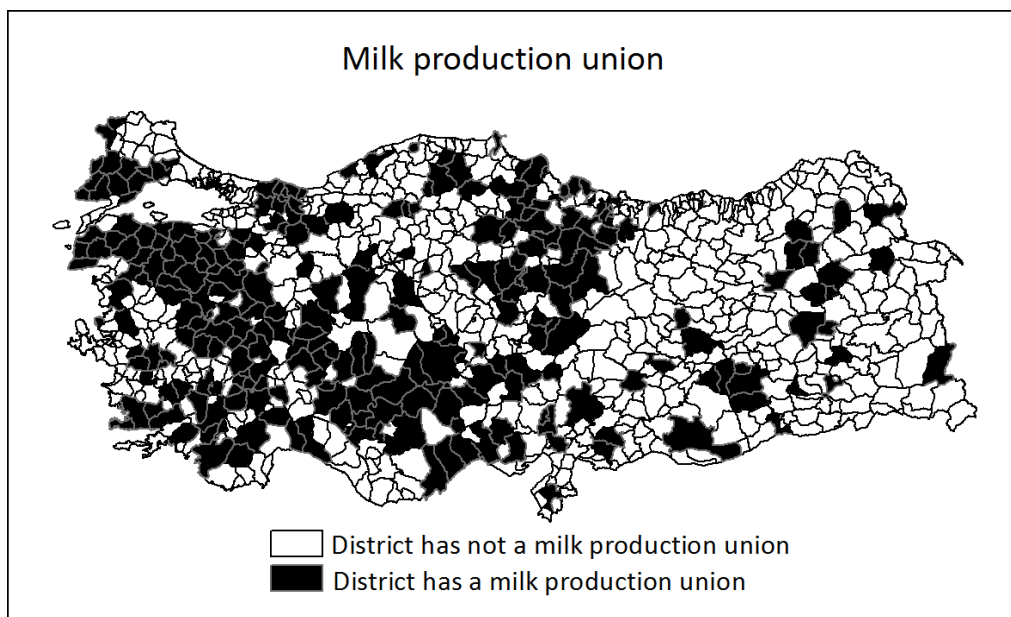 Milk production union
District has not a milk production union
District has a milk production union